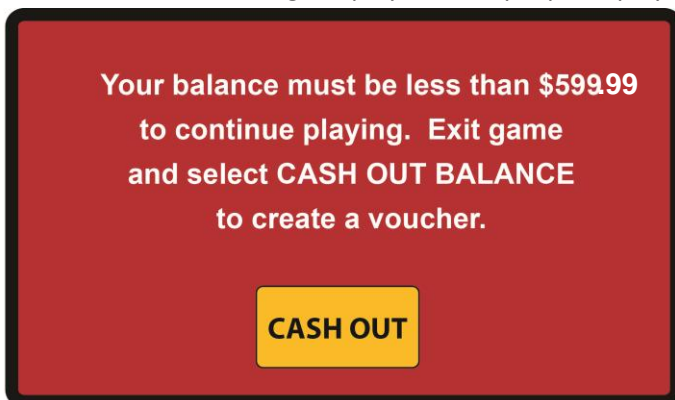 Your balance must be less than $599.99
to continue playing. Exit game
and select CASH OUT BALANCE
to create a voucher.
CASH OUT